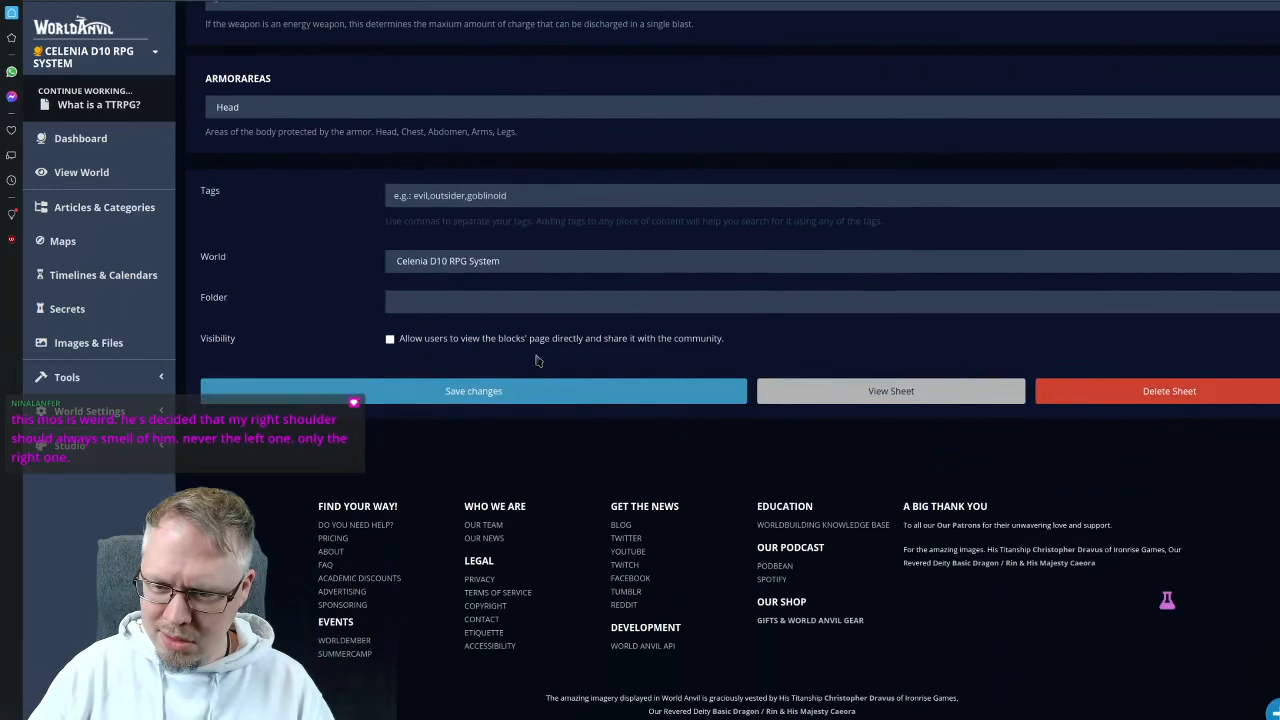 If the weapon is an energy weapon, this determines the maxium amount of charge that can be discharged in a single blast.
WORLDANVIL
CELENIA D10 RPG
SYSTEM
CONTINUE WORKING...
What is a TTRPG?
Dashboard
View World
Articles & Categories
Maps
Timelines & Calendars
Secrets
Images & Files
Tools
World Settings
Studio
ARMORAREAS
Head
Areas of the body protected by the armor. Head, Chest, Abdomen, Arms, Legs.
Tags
e.g.: evil,outsider,goblinoid
Use commas to separate your tags. Adding tags to any piece of content will help you search for it using any of the tags.
World
Celenia D10 RPG System
Folder
Visibility
Allow users to view the blocks' page directly and share it with the community.
Save changes
View Sheet
Delete Sheet
NINALANFER
this mos is weird. he's decided that my right shoulder
should always smell of him. never the left one. only the
right one.
FIND YOUR WAY!
DO YOU NEED HELP?
PRICING
ABOUT
FAQ
ACADEMIC DISCOUNTS
ADVERTISING
SPONSORING
EVENTS
WORLDEMBER
SUMMERCAMP
WHO WE ARE
OUR TEAM
OUR NEWS
LEGAL
PRIVACY
TERMS OF SERVICE
COPYRIGHT
CONTACT
ETIQUETTE
ACCESSIBILITY
GET THE NEWS
BLOG
TWITTER
YOUTUBE
TWITCH
FACEBOOK
TUMBLR
REDDIT
DEVELOPMENT
WORLD ANVIL API
EDUCATION
WORLDBUILDING KNOWLEDGE BASE
OUR PODCAST
PODBEAN
SPOTIFY
OUR SHOP
GIFTS & WORLD ANVIL GEAR
A BIG THANK YOU
To all our Our Patrons for their unwavering love and support.
For the amazing images. His Titanship Christopher Dravus of Ironrise Games, Our
Revered Deity Basic Dragon / Rin & His Majesty Caeora
The amazing imagery displayed in World Anvil is graciously vested by His Titanship Christopher Dravus of Ironrise Games,
Our Revered Deity Basic Dragon / Rin & His Majesty Caeora